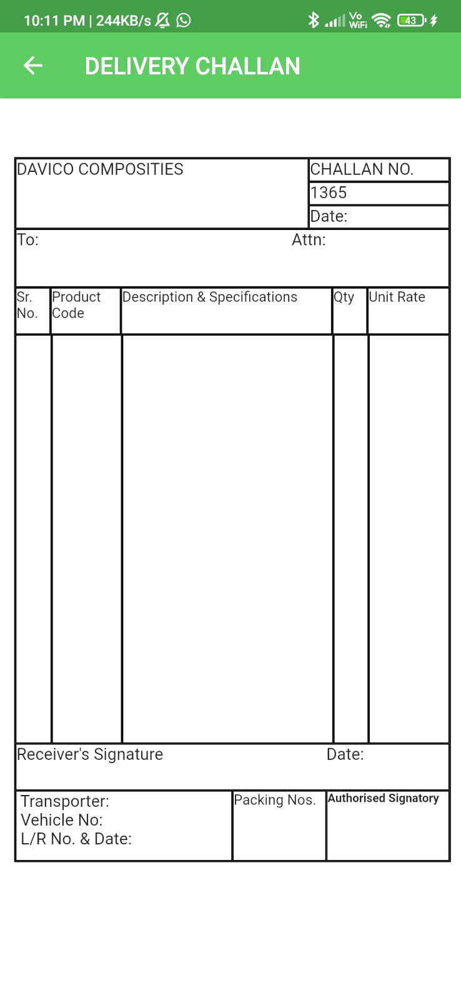 10:11 PM | 244KB/s Vo WiFi 43
DELIVERY CHALLAN
DAVICO COMPOSITIES
CHALLAN NO.
1365
Date:
To: Attn:
Sr. No.
Product Code
Description & Specifications
Qty
Unit Rate
Receiver's Signature Date:
Transporter:
Vehicle No:
L/R No. & Date:
Packing Nos.
Authorised Signatory